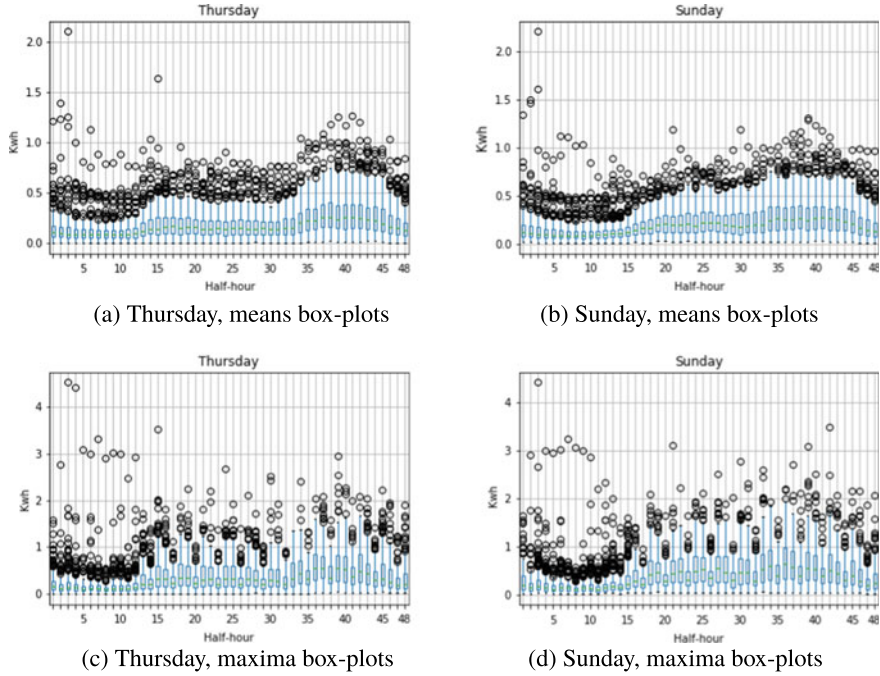 Thursday
2.0
1.5
1.0
0.5
0.0
Kwh
5 10 15 20 25 30 35 40 45 48
Half-hour
(a) Thursday, means box-plots
Sunday
2.0
1.5
1.0
0.5
0.0
Kwh
5 10 15 20 25 30 35 40 45 48
Half-hour
(b) Sunday, means box-plots
Thursday
4
3
2
1
0
Kwh
5 10 15 20 25 30 35 40 45 48
Half-hour
(c) Thursday, maxima box-plots
Sunday
4
3
2
1
0
Kwh
5 10 15 20 25 30 35 40 45 48
Half-hour
(d) Sunday, maxima box-plots